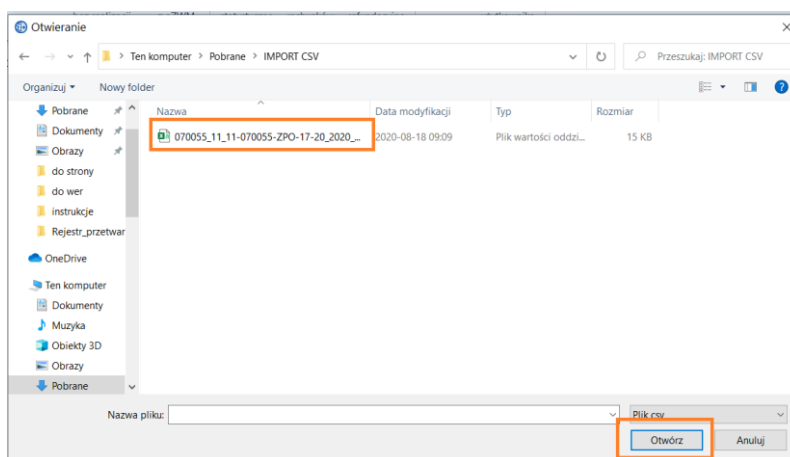 Otwieranie
Ten komputer > Pobrane > IMPORT CSV
Przeszukaj: IMPORT CSV
Organizuj
Nowy folder
Nazwa
Data modyfikacji
Typ
Rozmiar
070055_11_11-070055-ZPO-17-20_2020_...
2020-08-18 09:09
Plik wartości oddzi...
15 KB
Pobrane
Dokumenty
Obrazy
do strony
do wer
instrukcje
Rejestr_przetwar
OneDrive
Ten komputer
Dokumenty
Muzyka
Obiekty 3D
Obrazy
Pobrane
Nazwa pliku:
Plik csv
Otwórz
Anuluj